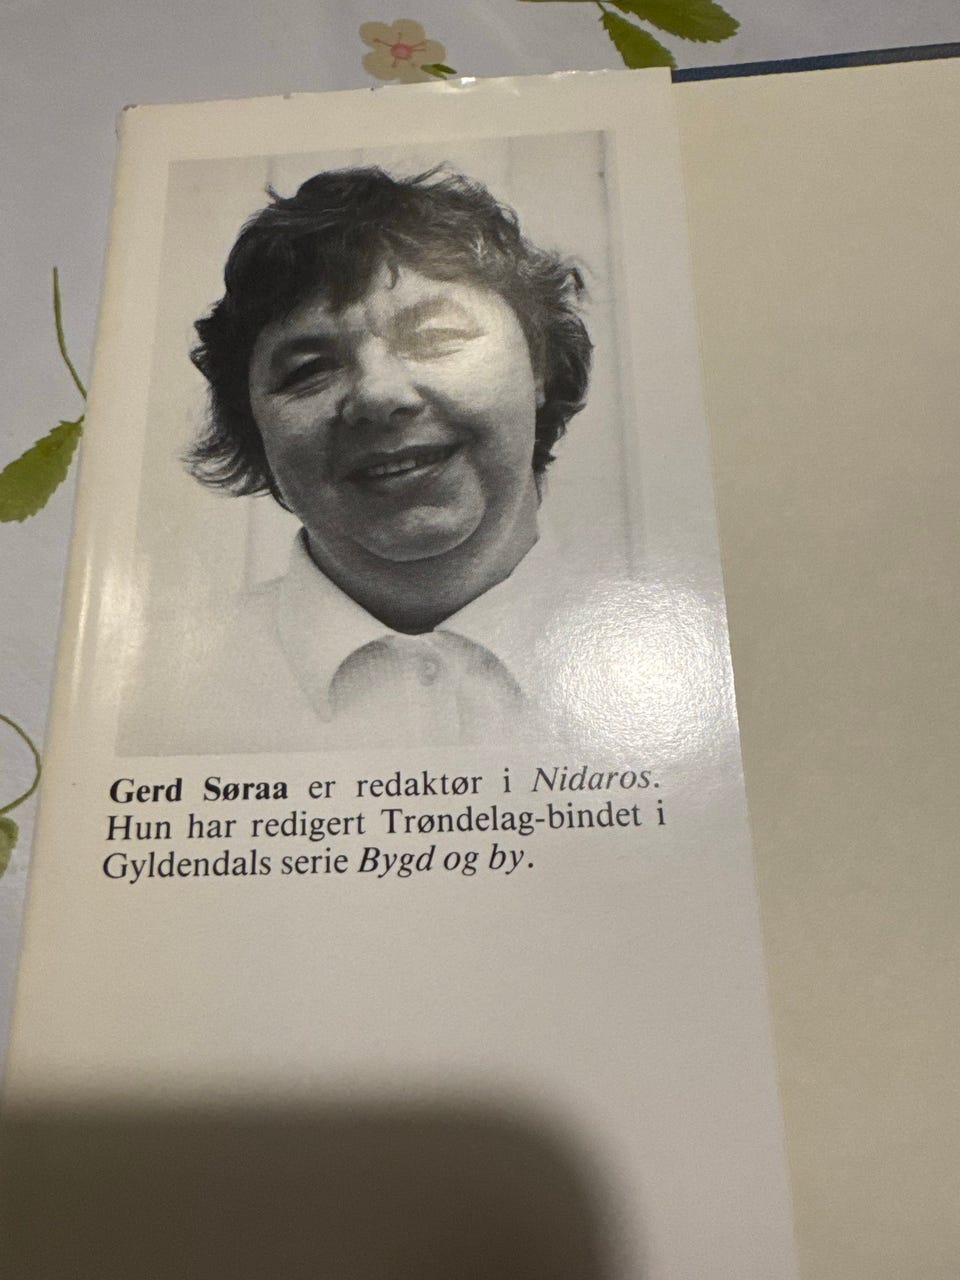 Gerd Søraa er redaktør i Nidaros.
Hun har redigert Trøndelag-bindet i
Gyldendals serie Bygd og by.